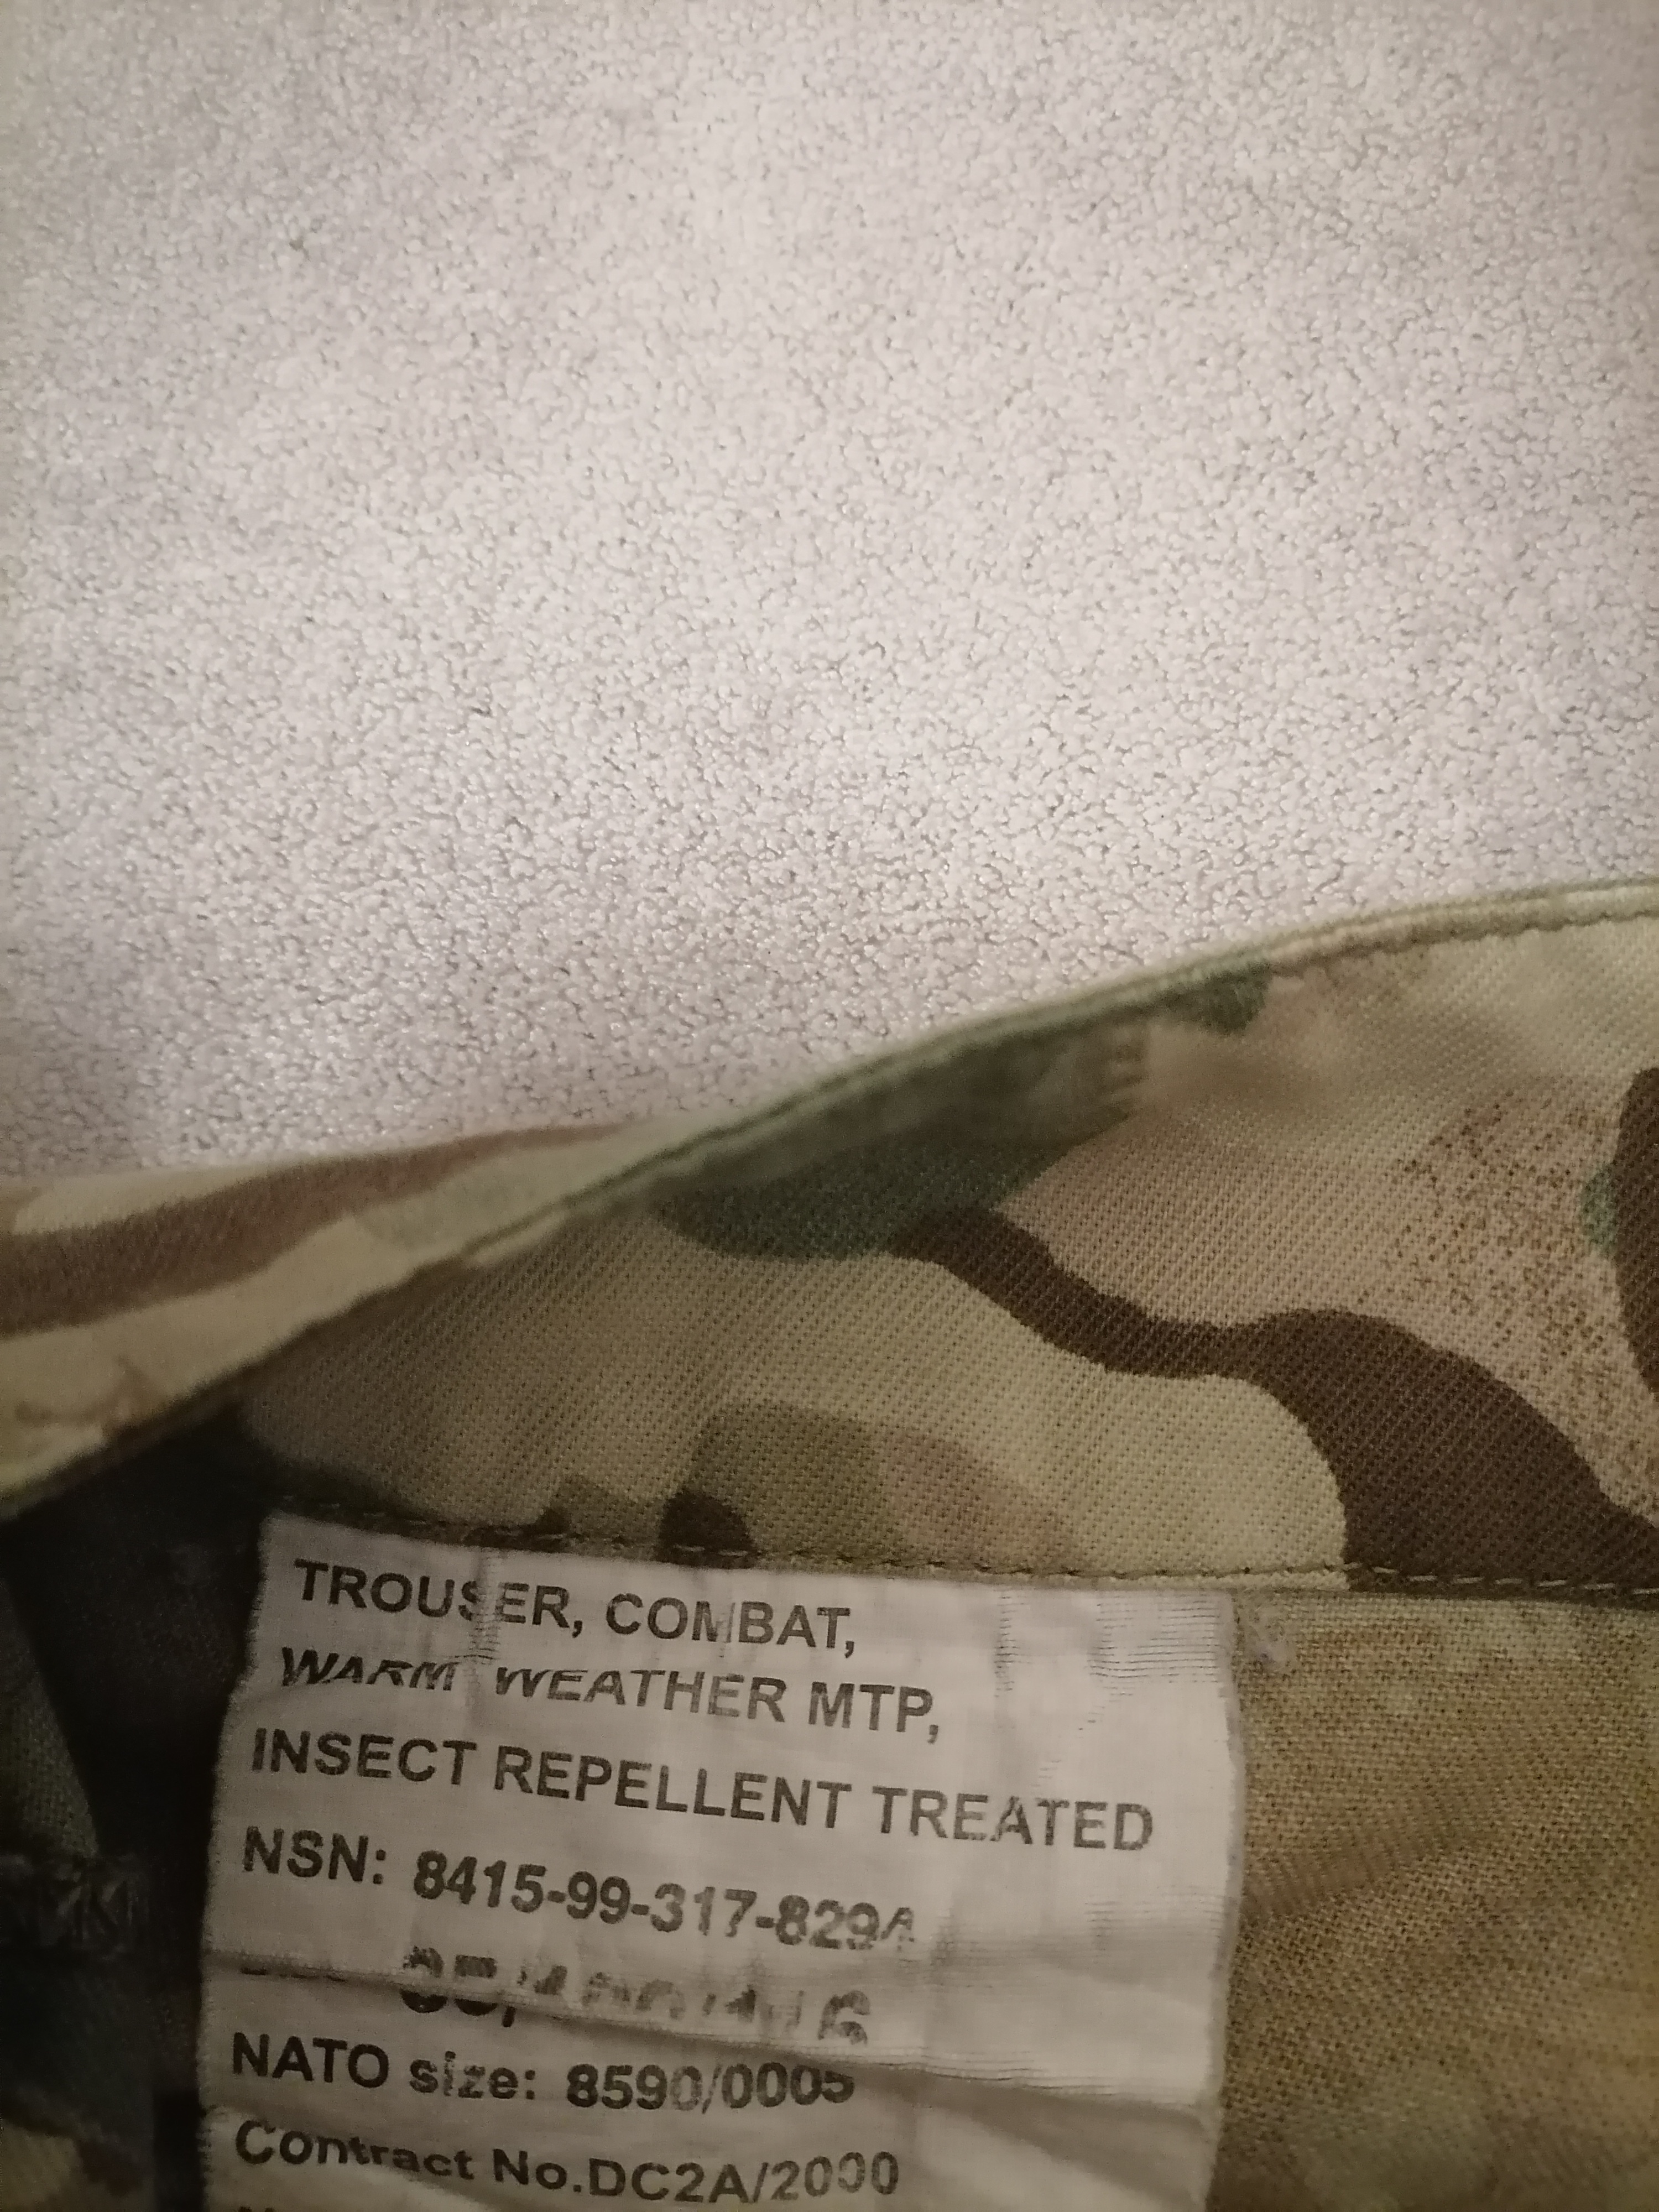 TROUSER, COMBAT,
WARM WEATHER MTP,
INSECT REPELLENT TREATED
NSN: 8415-99-317-8294
NATO size: 8590/0005
Contract No.DC2A/2000